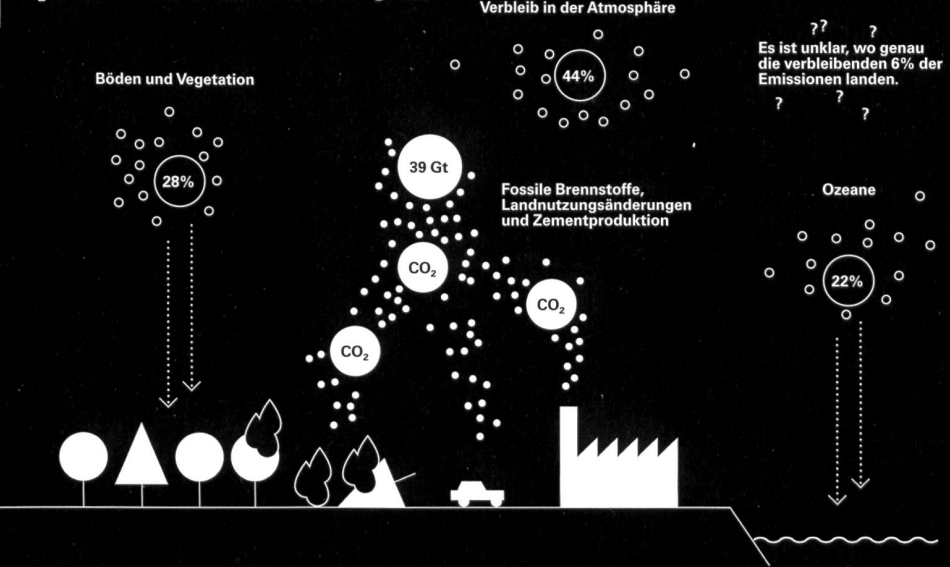 Verbleib in der Atmosphäre
44%
? ? ?
Es ist unklar, wo genau
die verbleibenden 6% der
Emissionen landen.
? ? ?
Böden und Vegetation
28%
39 Gt
Fossile Brennstoffe,
Landnutzungsänderungen
und Zementproduktion
Ozeane
22%
CO₂
CO₂
CO₂